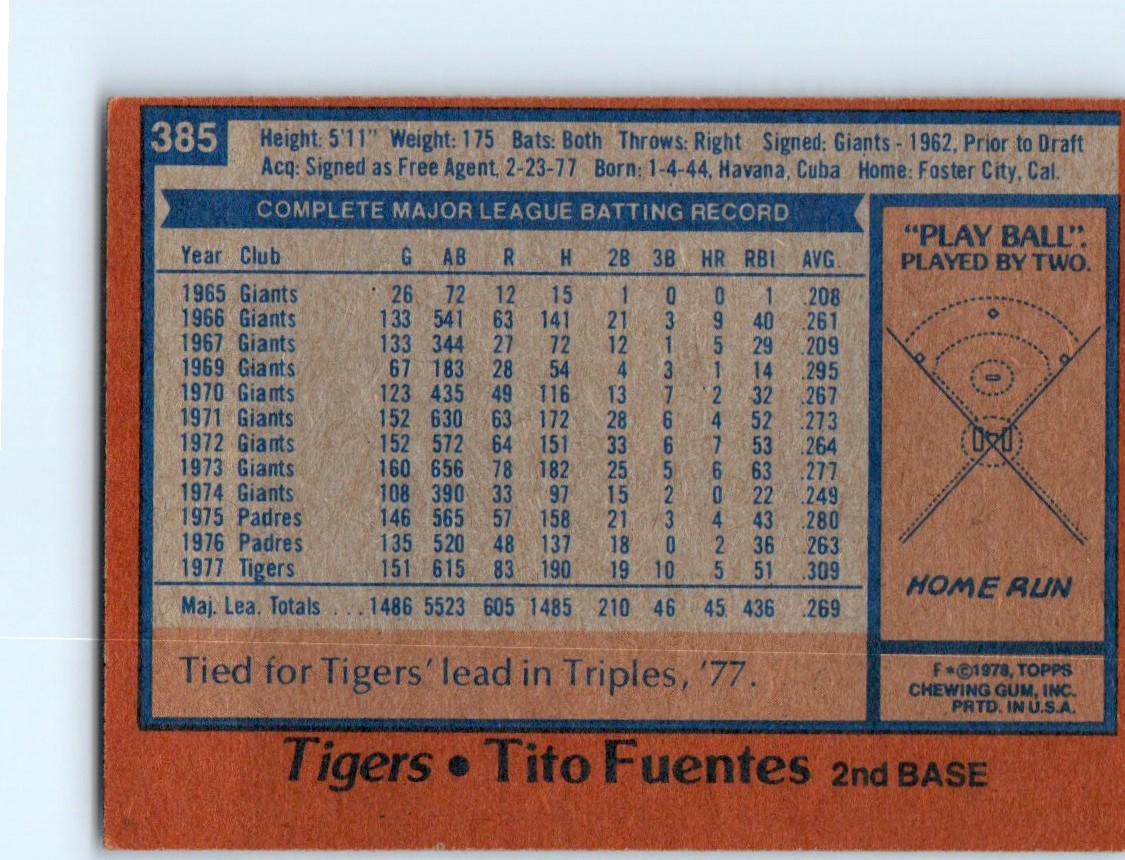 385
Height: 5'11" Weight: 175 Bats: Both Throws: Right Signed: Giants - 1962, Prior to Draft
Acq: Signed as Free Agent, 2-23-77 Born: 1-4-44, Havana, Cuba Home: Foster City, Cal.
COMPLETE MAJOR LEAGUE BATTING RECORD
Year Club G AB R H 2B 3B HR RBI AVG.
1965 Giants 26 72 12 15 1 0 0 1 .208
1966 Giants 133 541 63 141 21 3 9 40 .261
1967 Giants 133 344 27 72 12 1 5 29 .209
1969 Giants 67 183 28 54 4 3 1 14 .295
1970 Giants 123 435 49 116 13 7 2 32 .267
1971 Giants 152 630 63 172 28 6 4 52 .273
1972 Giants 152 572 64 151 33 6 7 53 .264
1973 Giants 160 656 78 182 25 5 6 63 .277
1974 Giants 108 390 33 97 15 2 0 22 .249
1975 Padres 146 565 57 158 21 3 4 43 .280
1976 Padres 135 520 48 137 18 0 2 36 .263
1977 Tigers 151 615 83 190 19 10 5 51 .309
Maj. Lea. Totals ... 1486 5523 605 1485 210 46 45 436 .269
Tied for Tigers' lead in Triples, '77.
"PLAY BALL".
PLAYED BY TWO.
HOME RUN
F*©1978, TOPPS
CHEWING GUM, INC.
PRTD. IN U.S.A.
Tigers • Tito Fuentes 2nd BASE